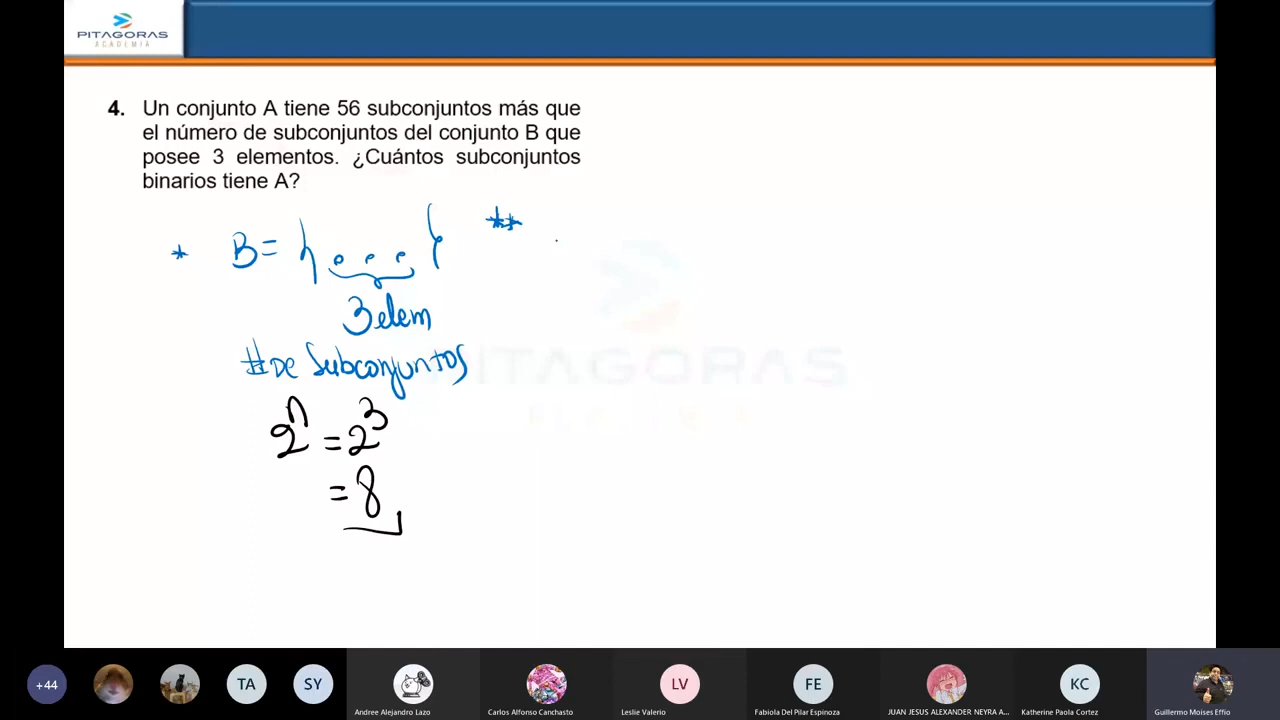 PITAGORAS
ACADEMIA
4. Un conjunto A tiene 56 subconjuntos más que
el número de subconjuntos del conjunto B que
posee 3 elementos. ¿Cuántos subconjuntos
binarios tiene A?
* B = { . . . } **
3 elem
# De Subconjuntos
2^n = 2^3
= 8
PITAGORAS
+44
TA
SY
LV
FE
KC
Andree Alejandro Lazo
Carlos Alfonso Canchasto
Leslie Valerio
Fabiola Del Pilar Espinoza
JUAN JESUS ALEXANDER NEYRA A...
Katherine Paola Cortez
Guillermo Moises Effio